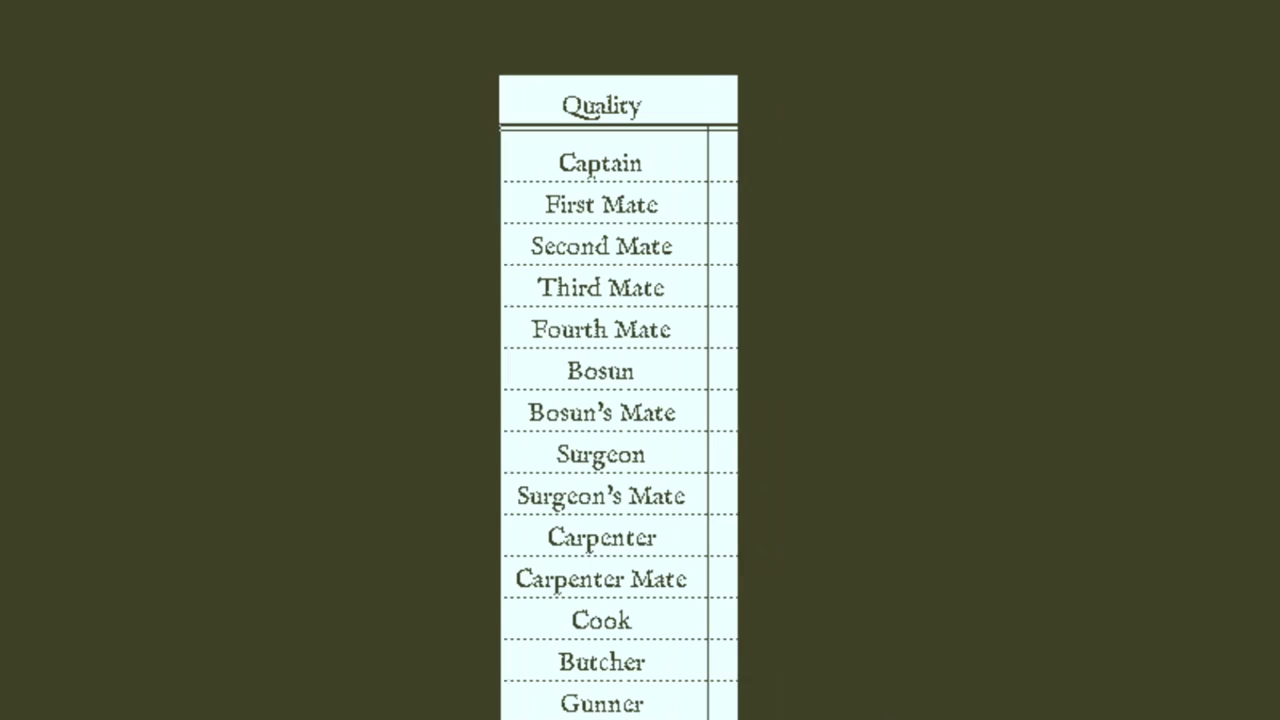 Quality
Captain
First Mate
Second Mate
Third Mate
Fourth Mate
Bosun
Bosun's Mate
Surgeon
Surgeon's Mate
Carpenter
Carpenter Mate
Cook
Butcher
Gunner